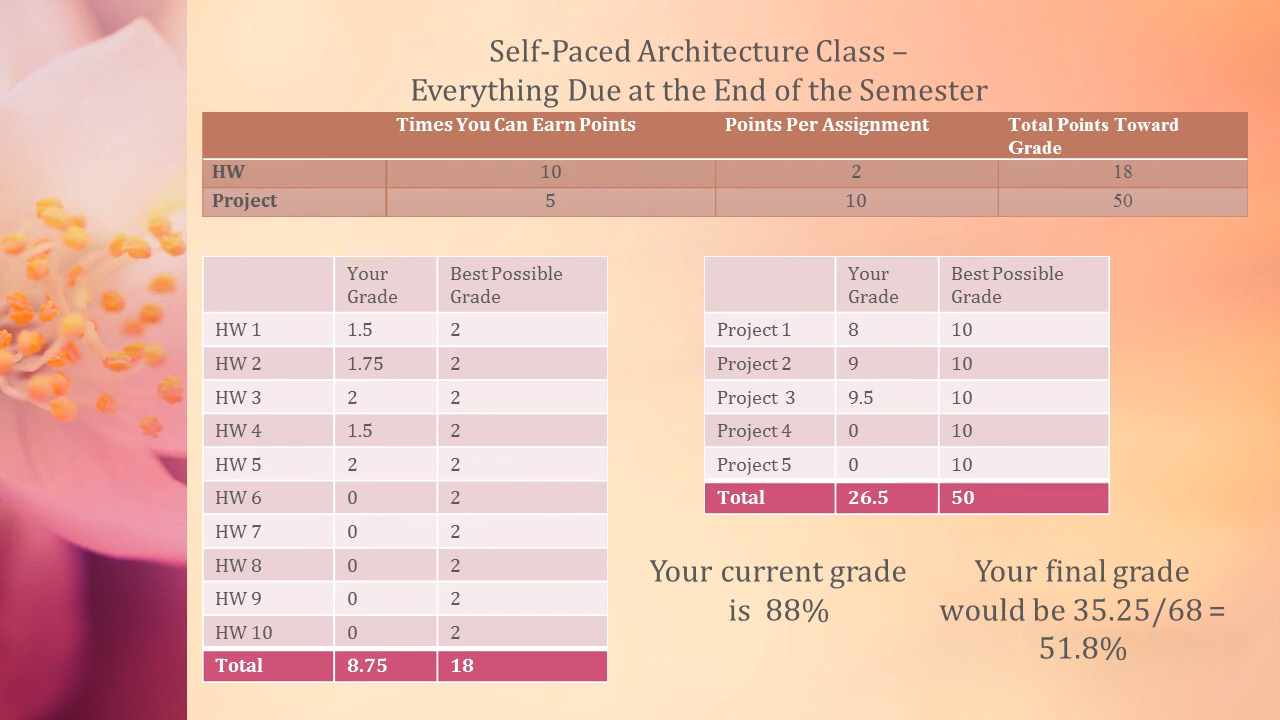 Self-Paced Architecture Class –
Everything Due at the End of the Semester
Times You Can Earn Points Points Per Assignment Total Points Toward
Grade
HW 10 2 18
Project 5 10 50
Your Best Possible
Grade Grade
HW 1 1.5 2
HW 2 1.75 2
HW 3 2 2
HW 4 1.5 2
HW 5 2 2
HW 6 0 2
HW 7 0 2
HW 8 0 2
HW 9 0 2
HW 10 0 2
Total 8.75 18
Your Best Possible
Grade Grade
Project 1 8 10
Project 2 9 10
Project 3 9.5 10
Project 4 0 10
Project 5 0 10
Total 26.5 50
Your current grade
is 88%
Your final grade
would be 35.25/68 =
51.8%